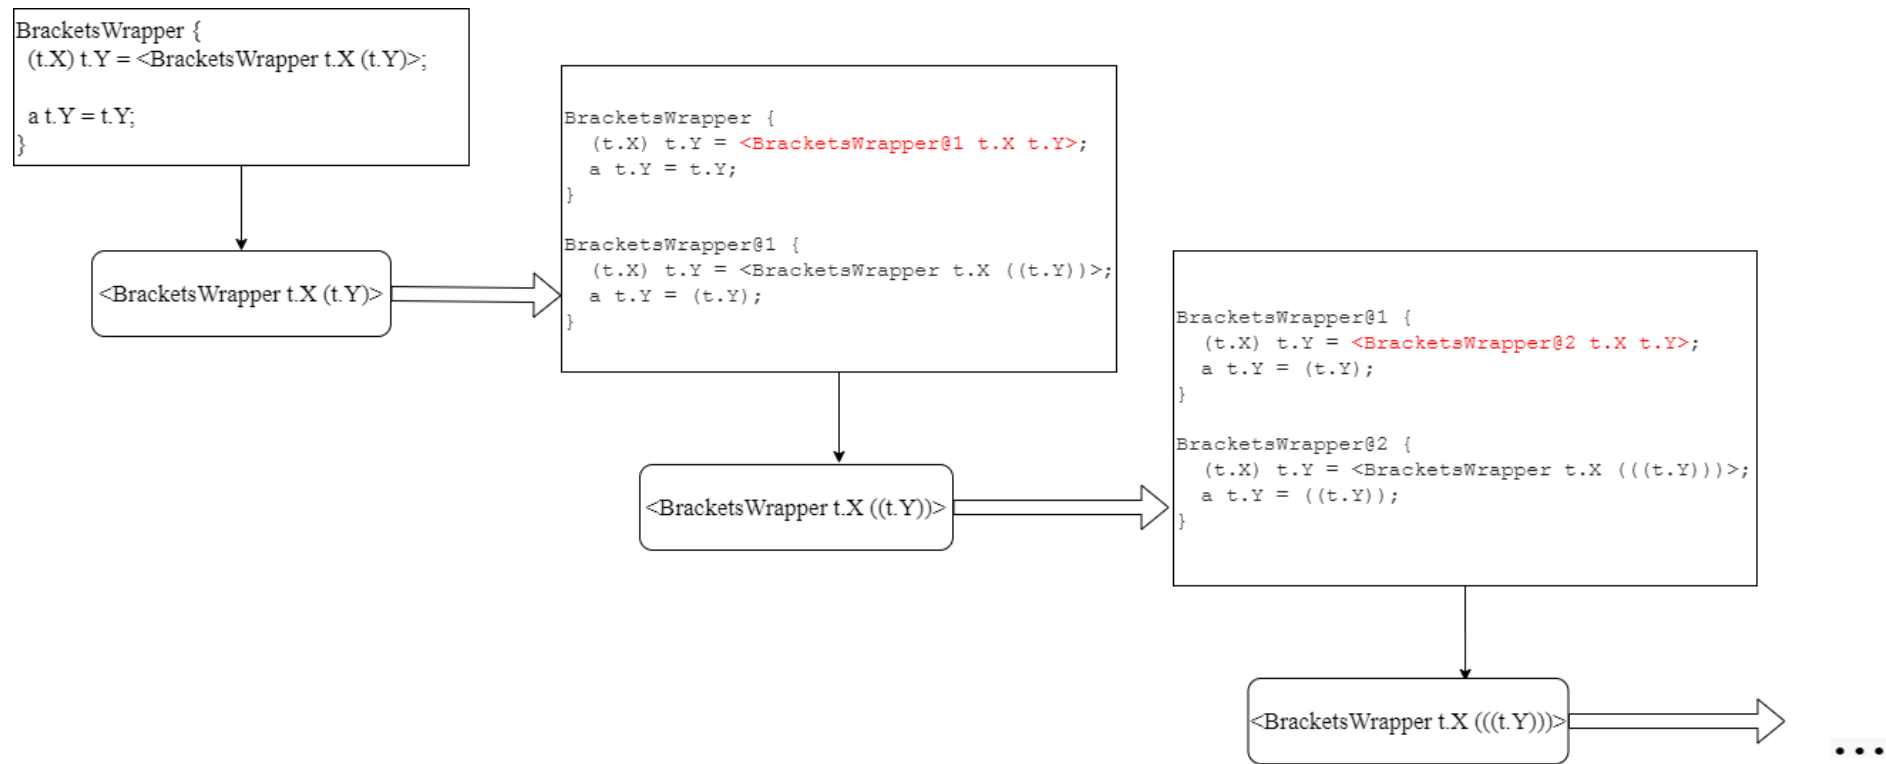 BracketsWrapper {
(t.X) t.Y = <BracketsWrapper t.X (t.Y)>;
a t.Y = t.Y;
}
<BracketsWrapper t.X (t.Y)>
BracketsWrapper {
(t.X) t.Y = <BracketsWrapper@1 t.X t.Y>;
a t.Y = t.Y;
}
BracketsWrapper@1 {
(t.X) t.Y = <BracketsWrapper t.X ((t.Y))>;
a t.Y = (t.Y);
}
<BracketsWrapper t.X ((t.Y))>
BracketsWrapper@1 {
(t.X) t.Y = <BracketsWrapper@2 t.X t.Y>;
a t.Y = (t.Y);
}
BracketsWrapper@2 {
(t.X) t.Y = <BracketsWrapper t.X (((t.Y)))>;
a t.Y = ((t.Y));
}
<BracketsWrapper t.X (((t.Y)))>
...